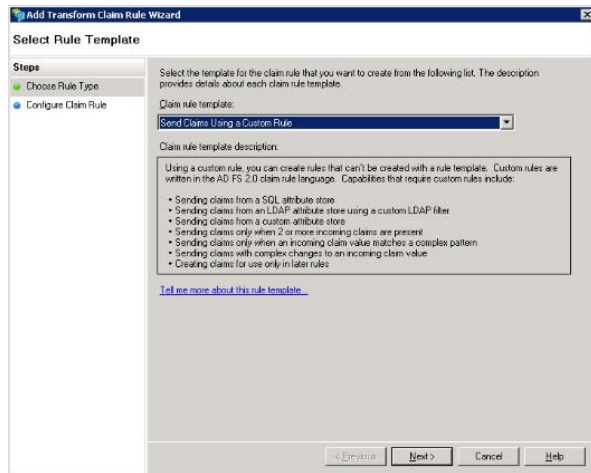 Add Transform Claim Rule Wizard
Select Rule Template
Steps
Choose Rule Type
Configure Claim Rule
Select the template for the claim rule that you want to create from the following list. The description
provides details about each claim rule template.
Claim rule template:
Send Claims Using a Custom Rule
Claim rule template description:
Using a custom rule, you can create rules that can't be created with a rule template. Custom rules are
written in the AD FS 2.0 claim rule language. Capabilities that require custom rules include:
• Sending claims from a SQL attribute store
• Sending claims from an LDAP attribute store using a custom LDAP filter
• Sending claims from a custom attribute store
• Sending claims only when 2 or more incoming claims are present
• Sending claims only when an incoming claim value matches a complex pattern
• Sending claims with complex changes to an incoming claim value
• Creating claims for use only in later rules
Tell me more about this rule template...
< Previous
Next >
Cancel
Help